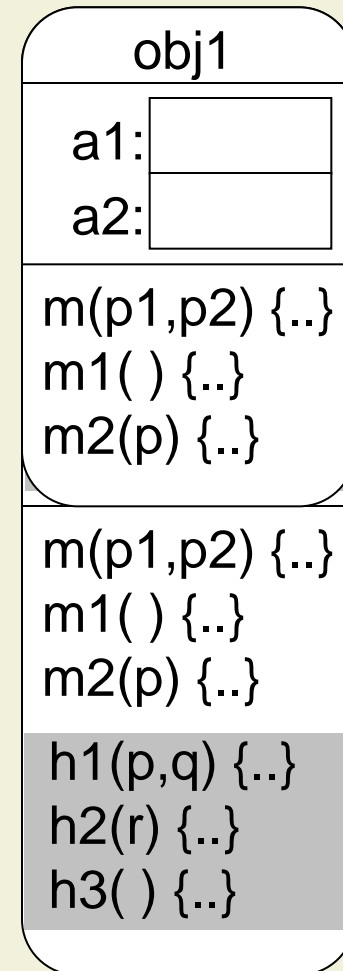 obj1
a1:
a2:
m(p1,p2) {..}
m1( ) {..}
m2(p) {..}
m(p1,p2) {..}
m1( ) {..}
m2(p) {..}
h1(p,q) {..}
h2(r) {..}
h3( ) {..}